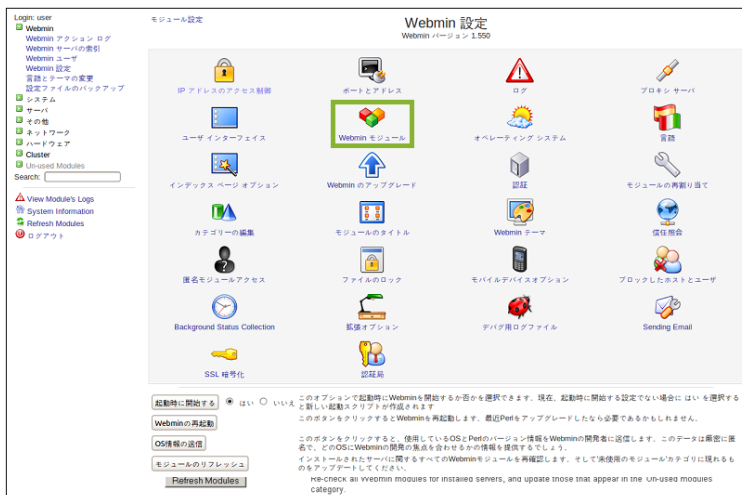 Login: user
Webmin
Webmin アクション ログ
Webmin サーバの索引
Webmin ユーザ
Webmin 設定
言語とテーマの変更
設定ファイルのバックアップ
システム
サーバ
その他
ネットワーク
ハードウェア
Cluster
Un-used Modules
Search:
View Module's Logs
System Information
Refresh Modules
ログアウト
モジュール設定
Webmin 設定
Webmin バージョン 1.550
IP アドレスのアクセス制御
ポートとアドレス
ログ
プロキシ サーバ
ユーザ インターフェイス
Webmin モジュール
オペレーティング システム
言語
インデックス ページ オプション
Webmin のアップグレード
認証
モジュールの再割り当て
カテゴリーの編集
モジュールのタイトル
Webmin テーマ
信任照会
匿名モジュールアクセス
ファイルのロック
モバイルデバイスオプション
ブロックしたホストとユーザ
Background Status Collection
拡張オプション
デバグ用ログファイル
Sending Email
SSL 暗号化
認証局
起動時に開始する
はい
いいえ
このオプションで起動時にWebminを開始するか否かを選択できます。現在、起動時に開始する設定でない場合に はい を選択すると新しい起動スクリプトが作成されます
Webminの再起動
このボタンをクリックするとWebminを再起動します。最近Perlをアップグレードしたなら必要であるかもしれません。
OS情報の送信
このボタンをクリックすると、使用しているOSとPerlのバージョン情報をWebminの開発者に送信します。このデータは厳密に匿名で、どのOSにWebminの開発の焦点を合わせるかの情報を提供するでしょう。
モジュールのリフレッシュ
インストールされたサーバに関するすべてのWebminモジュールを再確認します。そして'未使用のモジュール'カテゴリに現れるものをアップデートしてください。
Refresh Modules
Re-check all Webmin modules for installed servers, and update those that appear in the 'Un-used modules'
category.